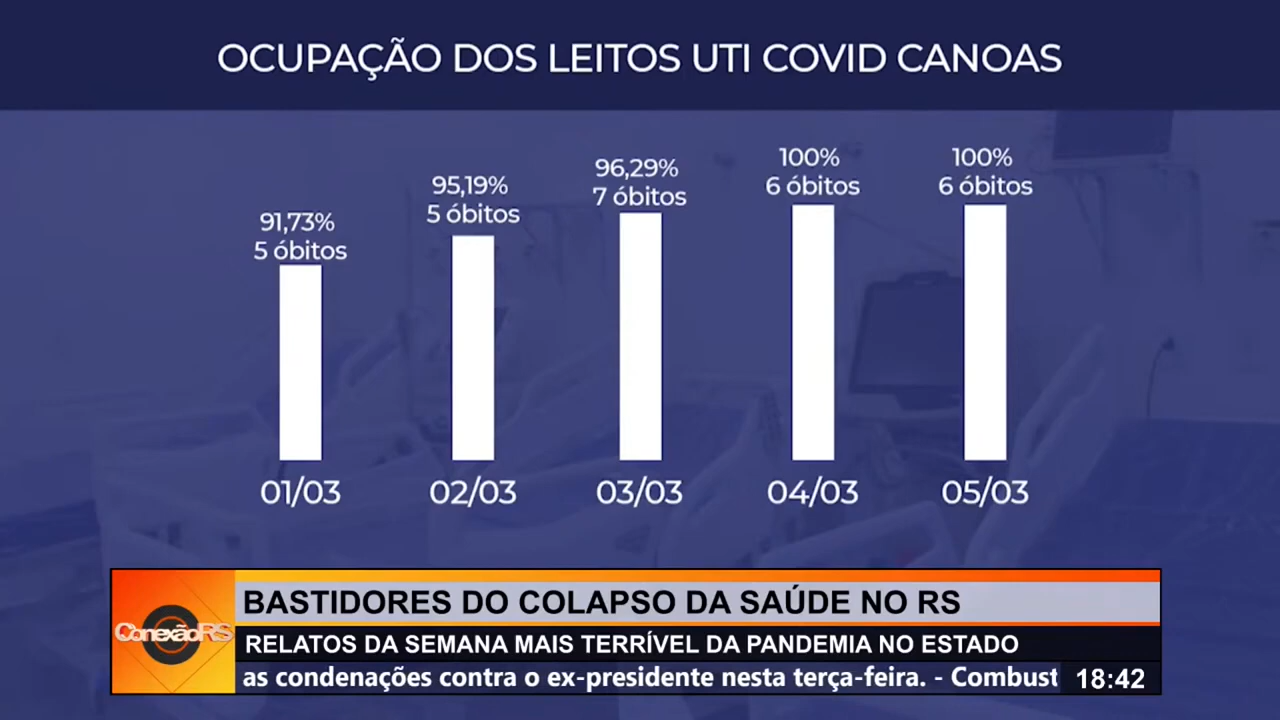 OCUPAÇÃO DOS LEITOS UTI COVID CANOAS
91,73%
5 óbitos
95,19%
5 óbitos
96,29%
7 óbitos
100%
6 óbitos
100%
6 óbitos
01/03
02/03
03/03
04/03
05/03
BASTIDORES DO COLAPSO DA SAÚDE NO RS
ConexãoRS
RELATOS DA SEMANA MAIS TERRÍVEL DA PANDEMIA NO ESTADO
as condenações contra o ex-presidente nesta terça-feira. - Combust
18:42